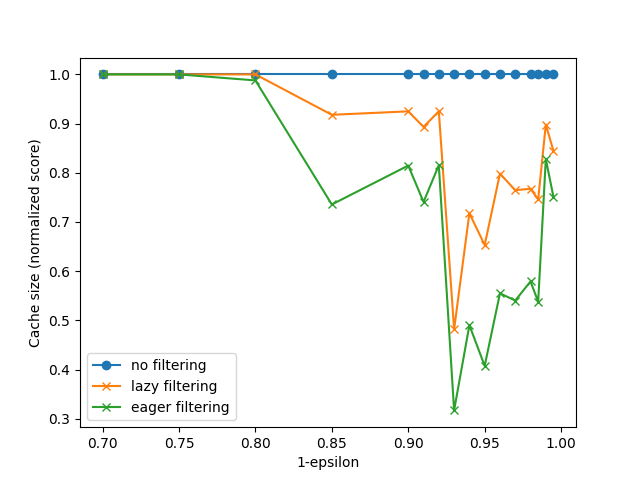 Cache size (normalized score)
1.0
0.9
0.8
0.7
0.6
0.5
0.4
0.3
no filtering
lazy filtering
eager filtering
0.70 0.75 0.80 0.85 0.90 0.95 1.00
1-epsilon